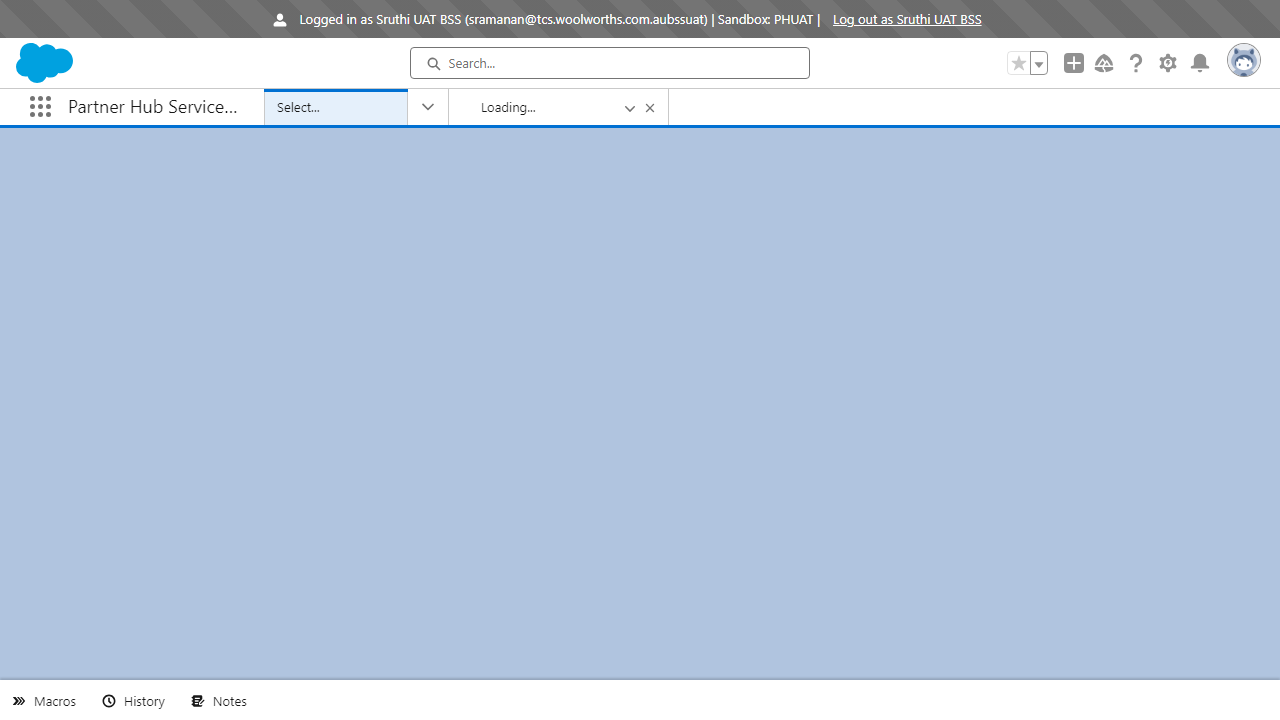 Logged in as Sruthi UAT BSS (sramanan@tcs.woolworths.com.aubssuat) | Sandbox: PHUAT | Log out as Sruthi UAT BSS
Search...
Partner Hub Service... Select... Loading...
Macros History Notes